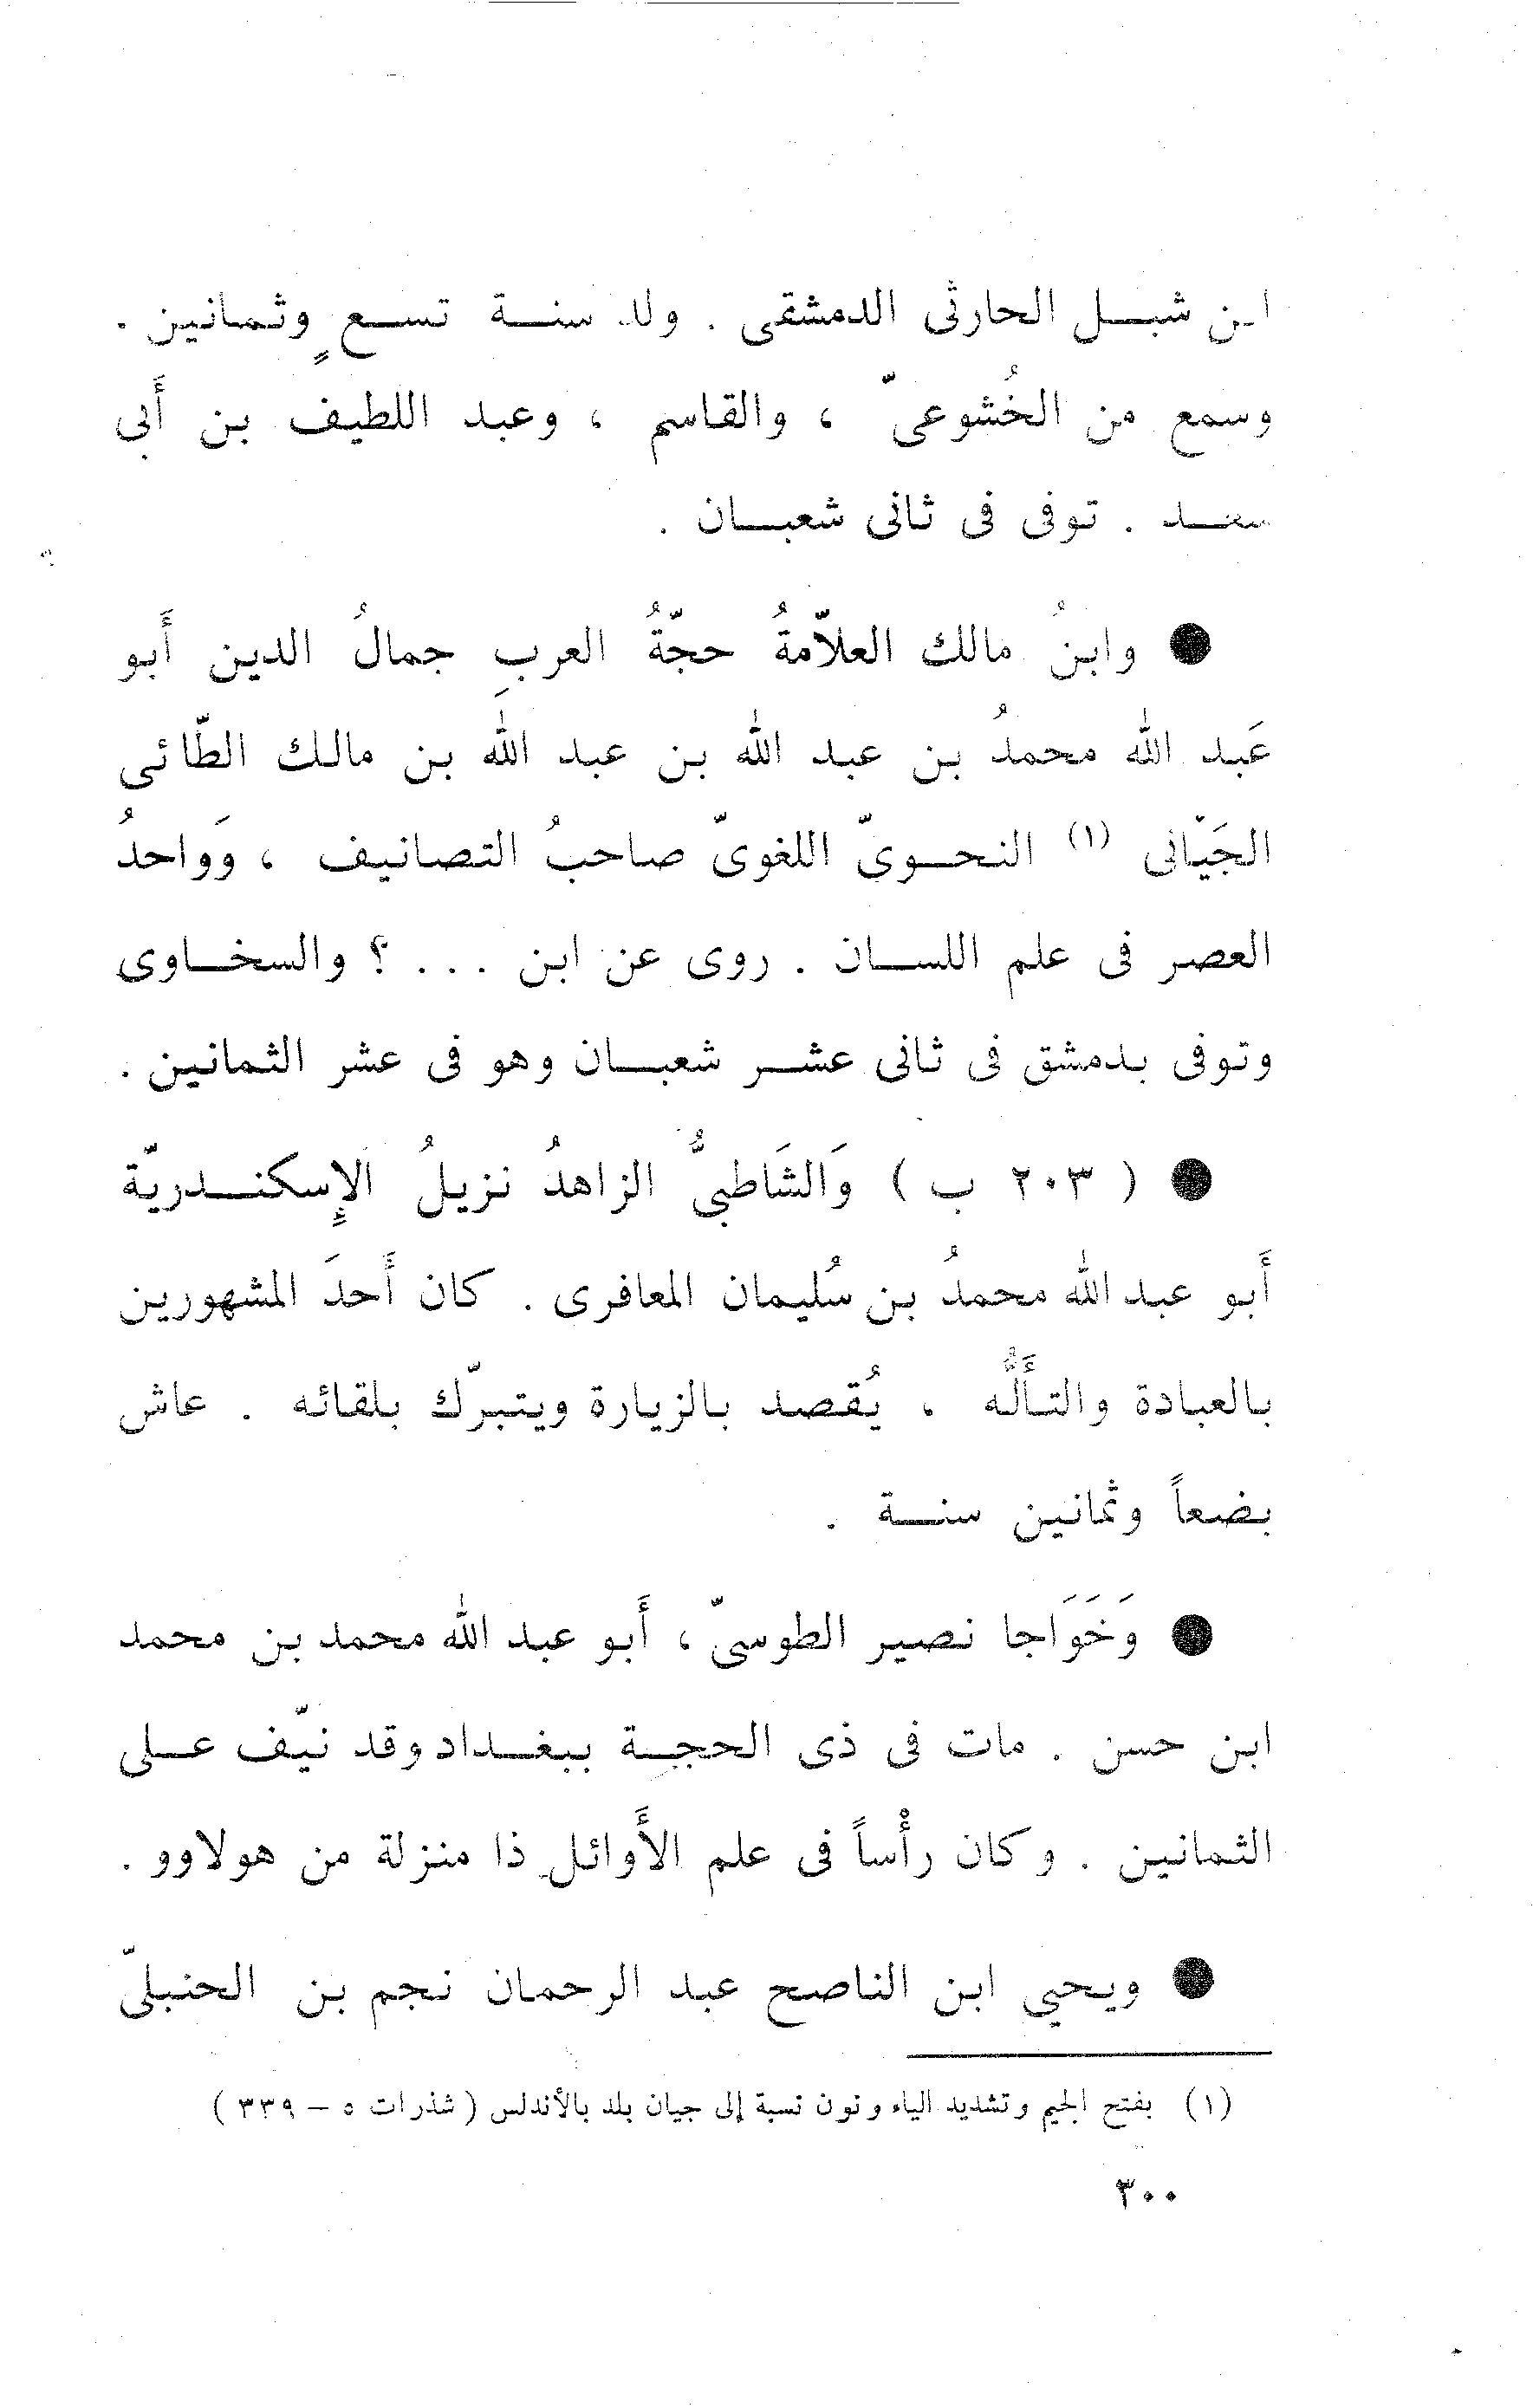 ابن شبل الحارثى الدمشقى . ولد سنة تسعٍ وثمانين .
وسمع من الخُشوعىّ ، والقاسم ، وعبد اللطيف بن أَبى
سعد . توفى فى ثانى شعبان .
● وابنُ مالك العلاّمةُ حجّةُ العربِ جمالُ الدين أَبو
عَبد الله محمدُ بن عبد الله بن عبد الله بن مالك الطّائى
الجَيّانى (١) النحوىّ اللغوىّ صاحبُ التصانيف ، وَواحدُ
العصر فى علم اللسان . روى عن ابن . . . ؟ والسخاوى
وتوفى بدمشق فى ثانى عشر شعبان وهو فى عشر الثمانين .
● ( ٢٠٣ ب ) وَالشَاطبىُّ الزاهدُ نزيلُ الإِسكندريّة
أَبو عبد الله محمدُ بن سُليمان المعافرى . كان أَحدَ المشهورين
بالعبادة والتأَلُّه ، يُقصد بالزيارة ويتبرّك بلقائه . عاش
بضعاً وثمانين سنة .
● وَخَوَاجا نصير الطوسىّ ، أَبو عبد الله محمد بن محمد
ابن حسن . مات فى ذى الحجة ببغداد وقد نيّف على
الثمانين . وكان رأْساً فى علم الأَوائل ذا منزلة من هولاوو .
● ويحيي ابن الناصح عبد الرحمان نجم بن الحنبلىّ
(١) بفتح الجيم وتشديد الياء ونون نسبة إلى جيان بلد بالأندلس ( شذرات ٥ – ٣٣٩ )
٣٠٠